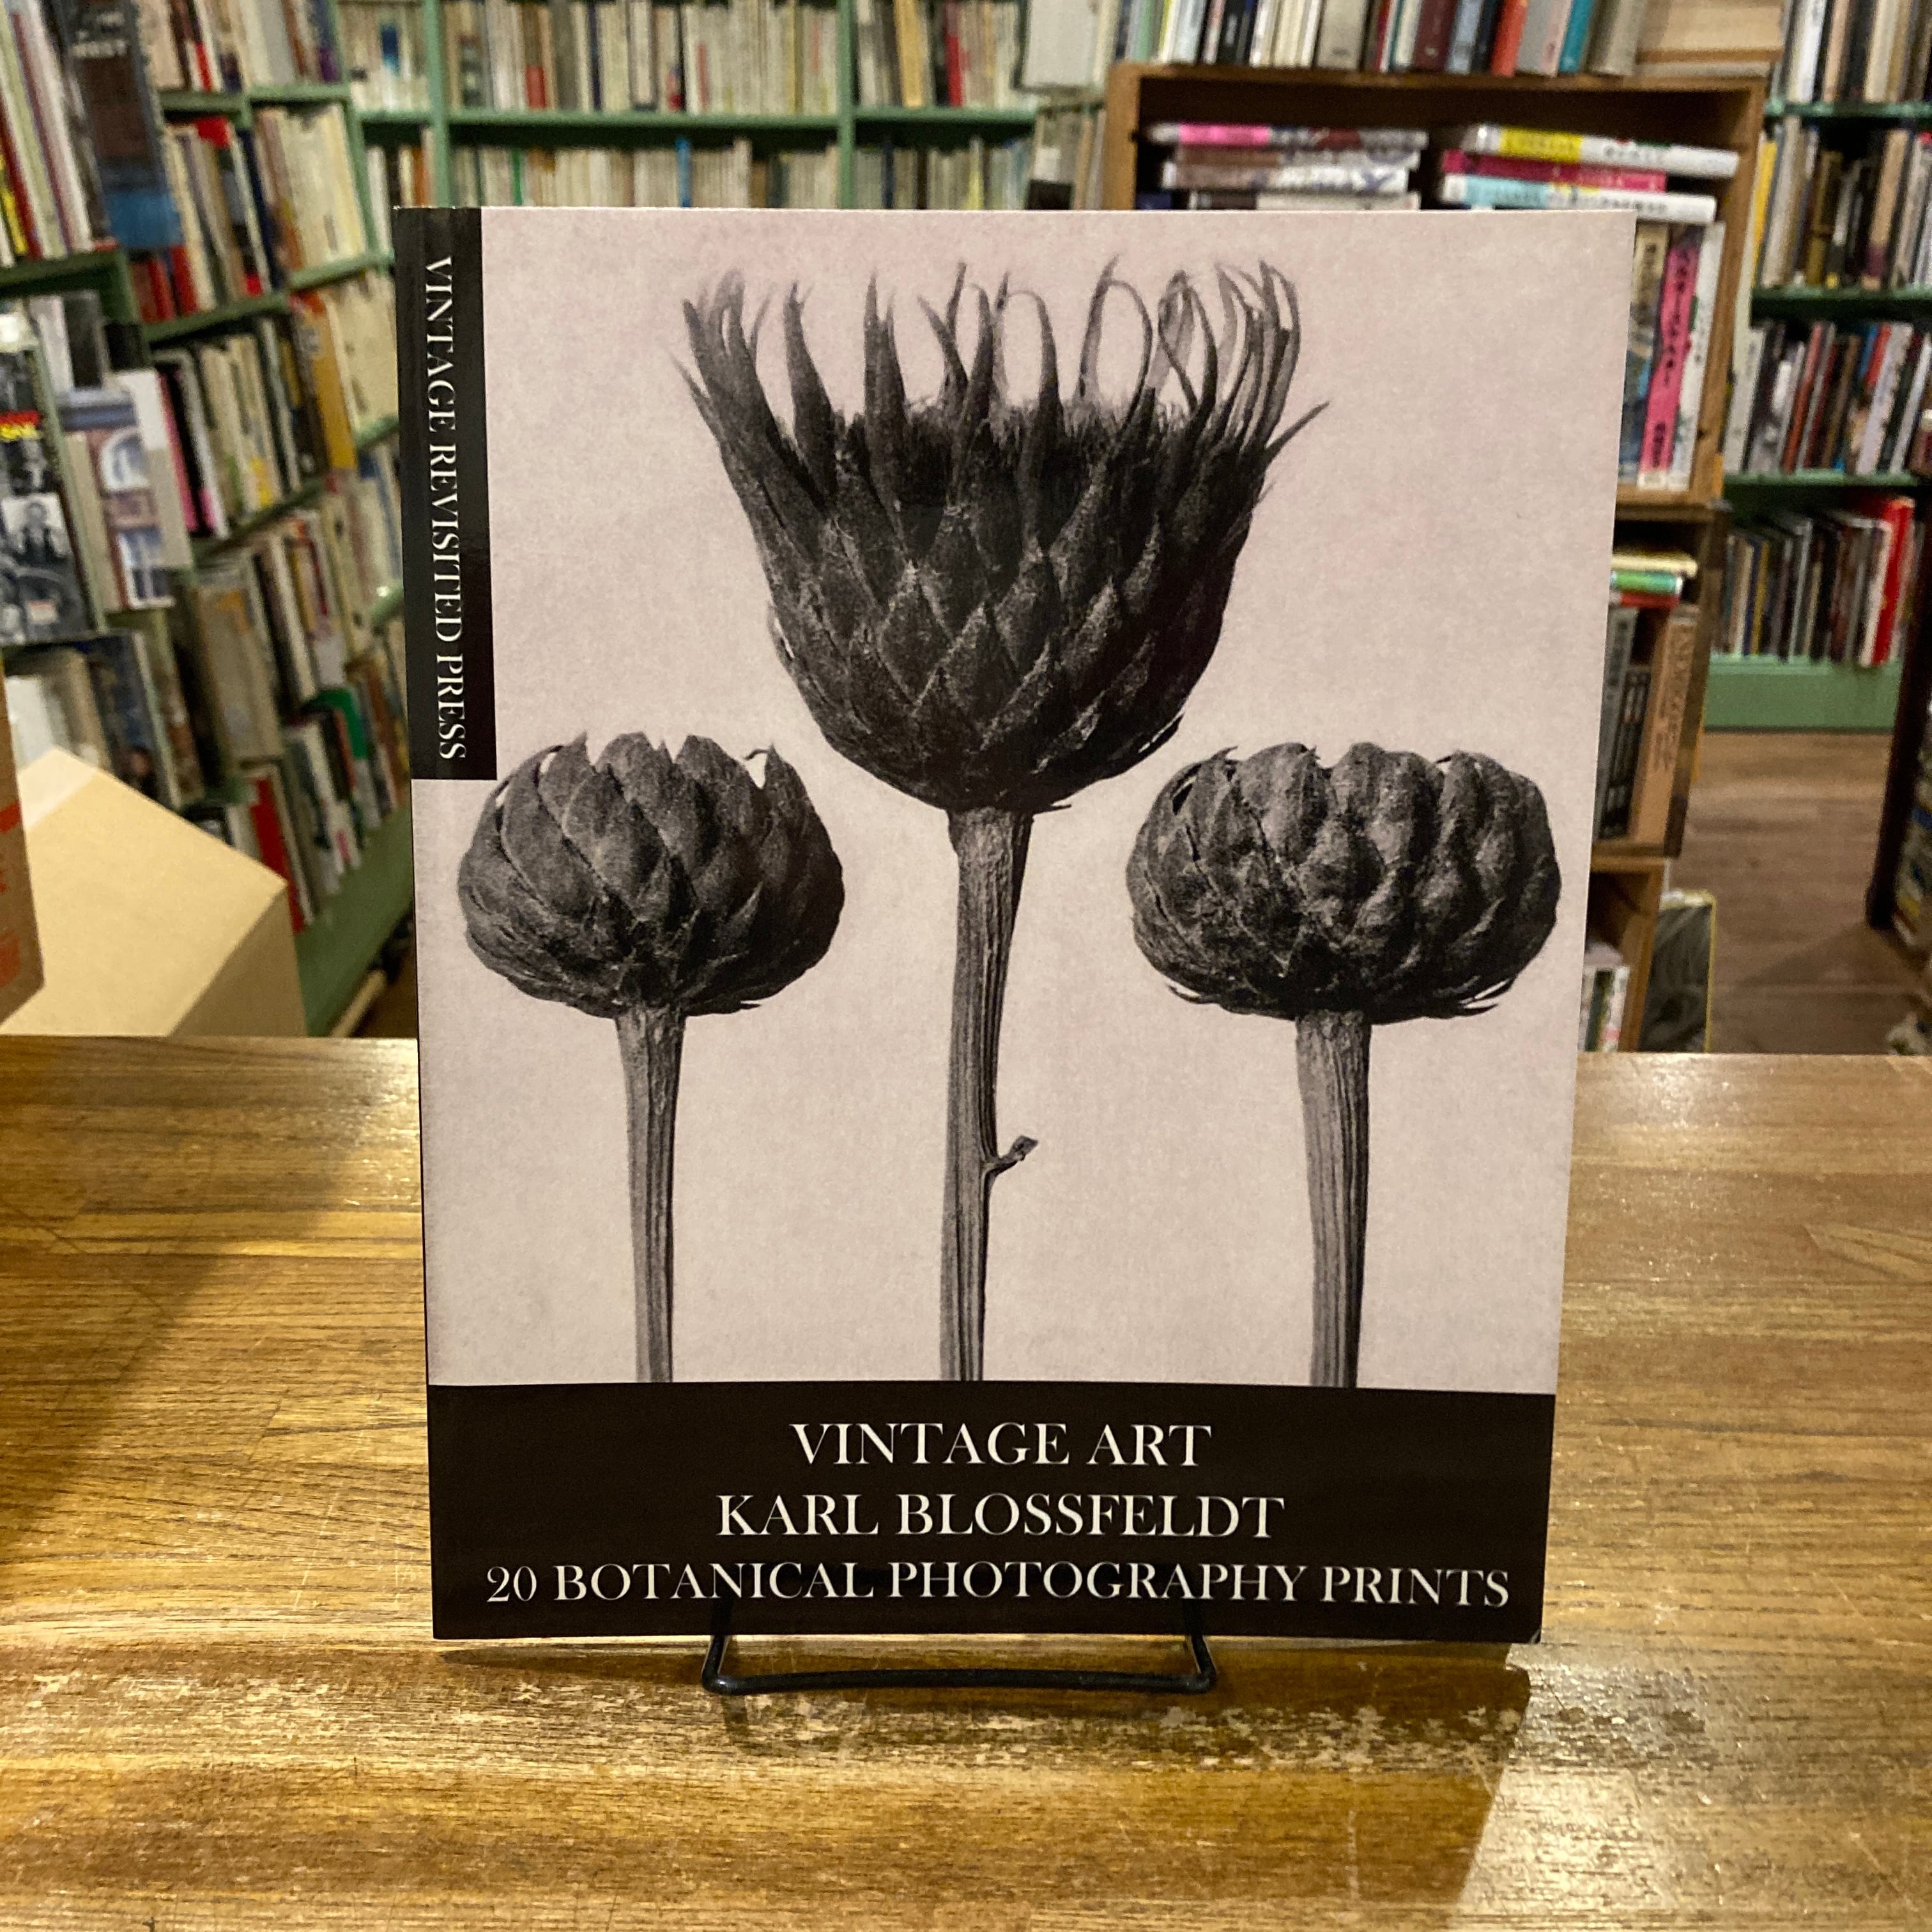 VINTAGE REVISITED PRESS
VINTAGE ART
KARL BLOSSFELDT
20 BOTANICAL PHOTOGRAPHY PRINTS